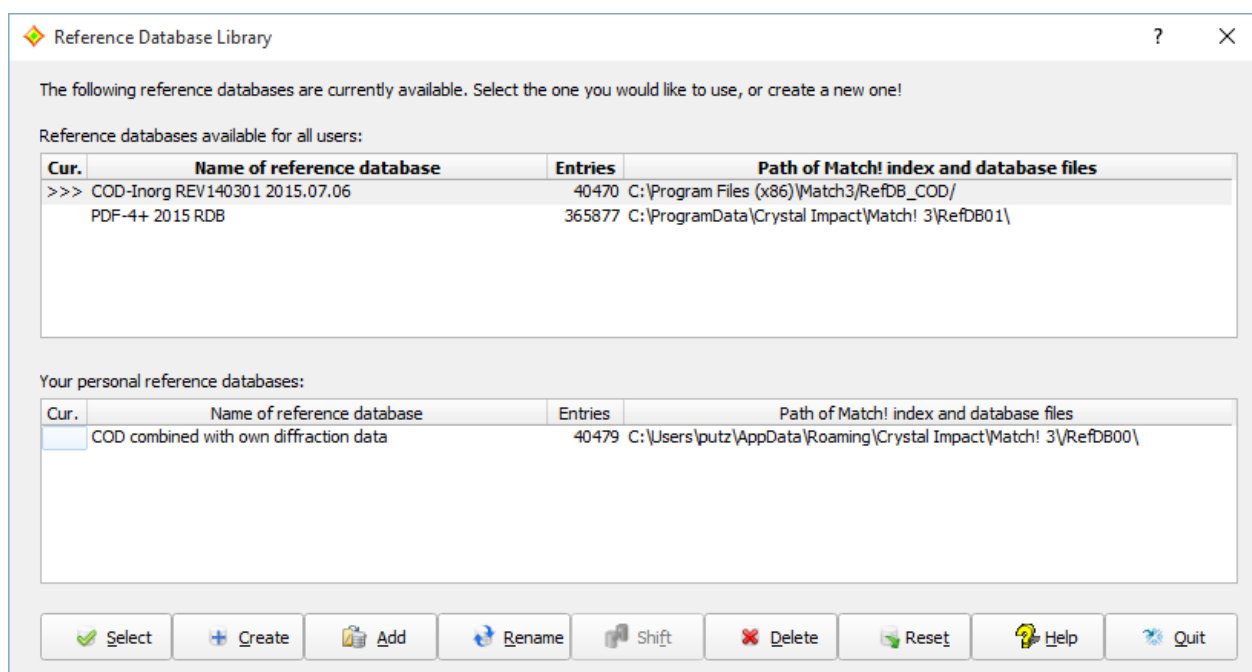 Reference Database Library ?
The following reference databases are currently available. Select the one you would like to use, or create a new one!
Reference databases available for all users:
Cur. Name of reference database Entries Path of Match! index and database files
>>> COD-Inorg REV140301 2015.07.06 40470 C:\Program Files (x86)\Match3/RefDB_COD/
PDF-4+ 2015 RDB 365877 C:\ProgramData\Crystal Impact\Match! 3\RefDB01\
Your personal reference databases:
Cur. Name of reference database Entries Path of Match! index and database files
COD combined with own diffraction data 40479 C:\Users\putz\AppData\Roaming\Crystal Impact\Match! 3\/RefDB00\
Select Create Add Rename Shift Delete Reset Help Quit